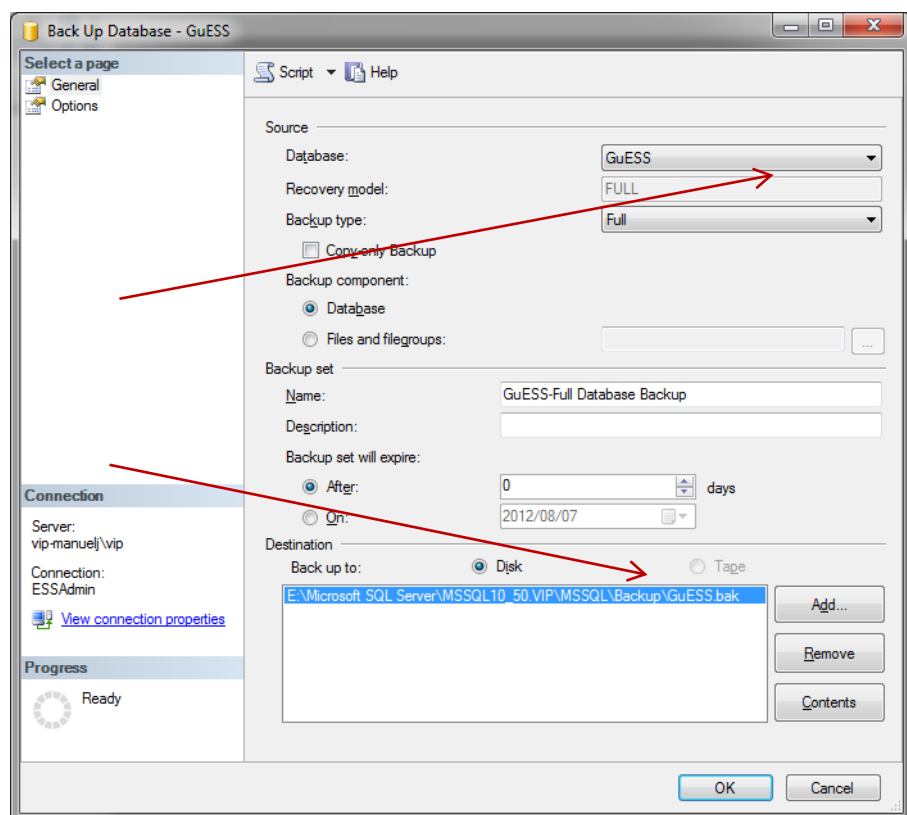 Back Up Database - GuESS
Select a page
General
Options
Script Help
Source
Database: GuESS
Recovery model: FULL
Backup type: Full
Copy-only Backup
Backup component:
Database
Files and filegroups: ...
Backup set
Name: GuESS-Full Database Backup
Description:
Backup set will expire:
After: 0 days
On: 2012/08/07
Destination
Back up to: Disk Tape
E:\Microsoft SQL Server\MSSQL10_50.VIP\MSSQL\Backup\GuESS.bak
Add...
Remove
Contents
Connection
Server:
vip-manuelj\vip
Connection:
ESSAdmin
View connection properties
Progress
Ready
OK Cancel